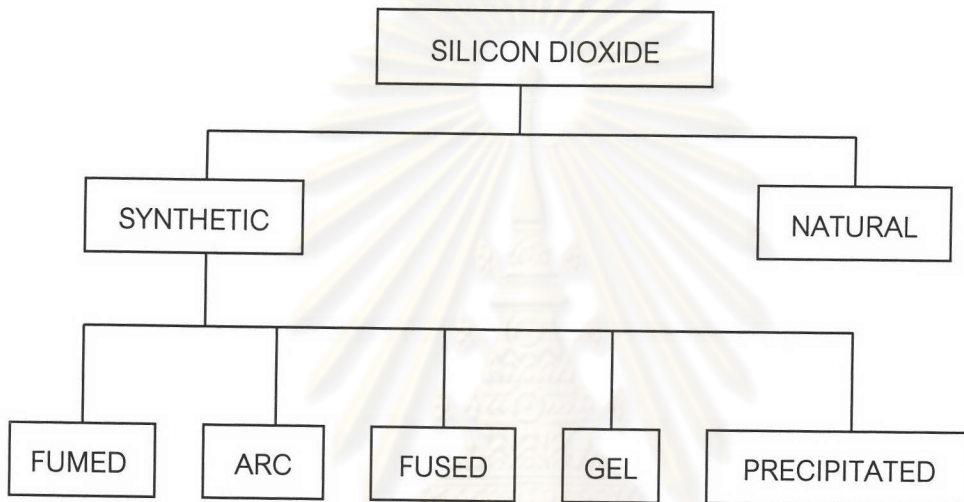 SILICON DIOXIDE
SYNTHETIC
NATURAL
FUMED
ARC
FUSED
GEL
PRECIPITATED